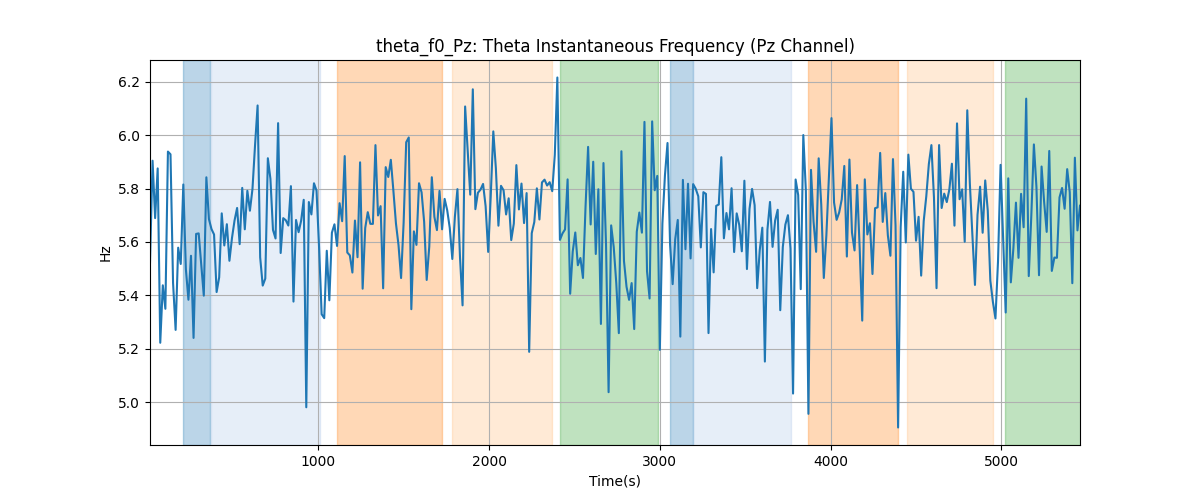 theta_f0_Pz: Theta Instantaneous Frequency (Pz Channel)
6.2
6.0
5.8
5.6
5.4
5.2
5.0
Hz
1000 2000 3000 4000 5000
Time(s)